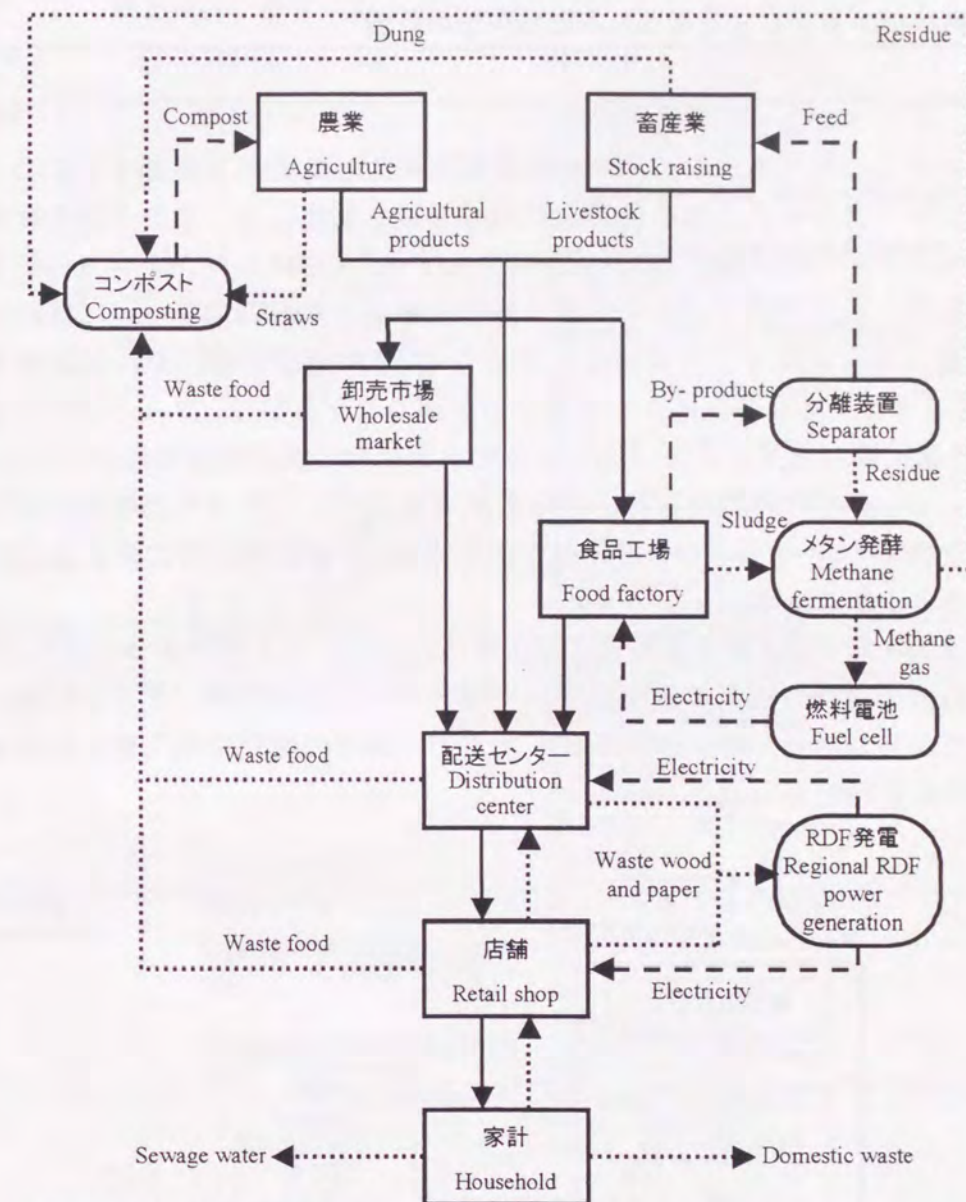 Dung
Residue
Compost
農業
Agriculture
畜産業
Stock raising
Feed
Agricultural
products
Livestock
products
コンポスト
Composting
Straws
Waste food
卸売市場
Wholesale
market
By- products
分離装置
Separator
Residue
食品工場
Food factory
Sludge
メタン発酵
Methane
fermentation
Methane
gas
Electricity
燃料電池
Fuel cell
Waste food
配送センター
Distribution
center
Electricity
Waste wood
and paper
RDF発電
Regional RDF
power
generation
Waste food
店舗
Retail shop
Electricity
家計
Household
Sewage water
Domestic waste